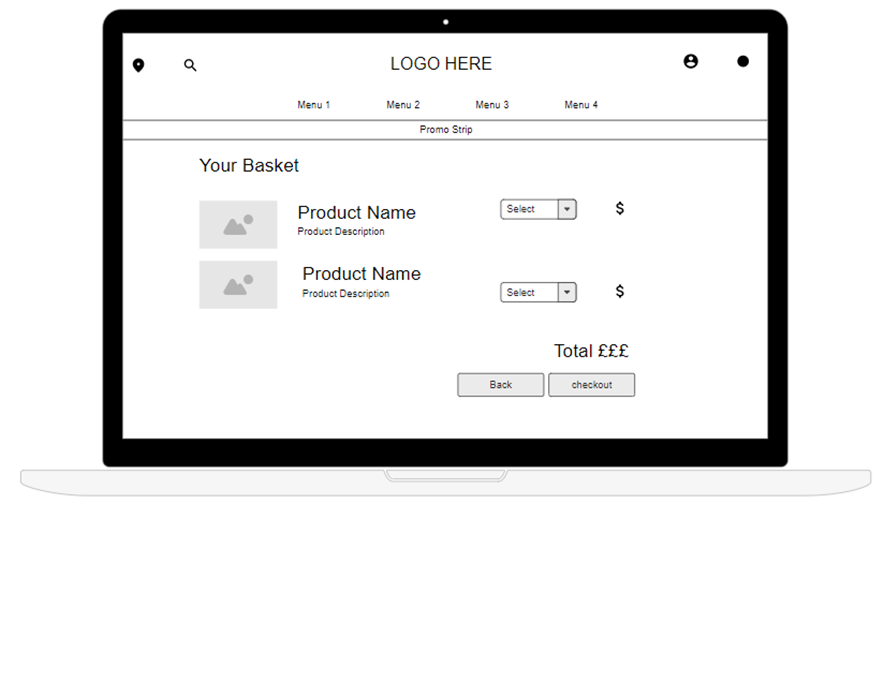 LOGO HERE
Menu 1 Menu 2 Menu 3 Menu 4
Promo Strip
Your Basket
Product Name
Select $
Product Description
Product Name
Product Description
Select $
Total £££
Back checkout